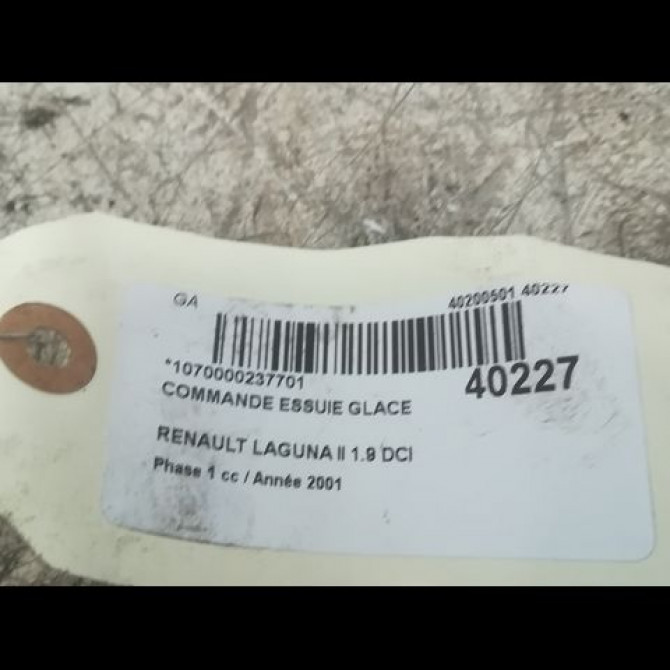 GA 40200501 40227
*1070000237701 40227
COMMANDE ESSUIE GLACE
RENAULT LAGUNA II 1.9 DCI
Phase 1 cc / Année 2001